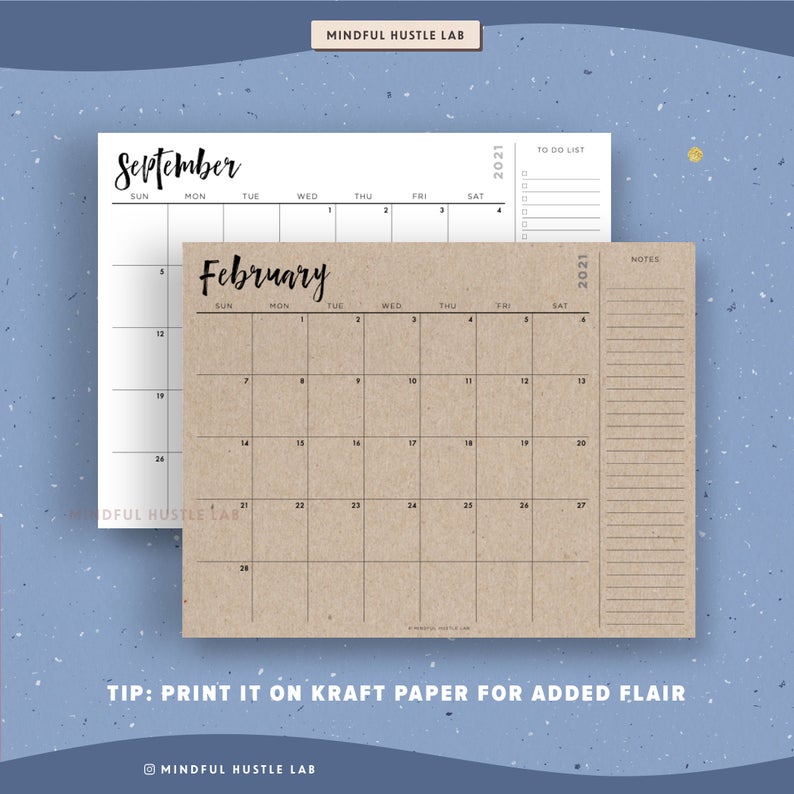 MINDFUL HUSTLE LAB
September
2021
TO DO LIST
SUN MON TUE WED THU FRI SAT
1 2 3 4
5
12
19
26
February
2021
NOTES
SUN MON TUE WED THU FRI SAT
1 2 3 4 5 6
7 8 9 10 11 12 13
14 15 16 17 18 19 20
21 22 23 24 25 26 27
28
© MINDFUL HUSTLE LAB
MINDFUL HUSTLE LAB
TIP: PRINT IT ON KRAFT PAPER FOR ADDED FLAIR
MINDFUL HUSTLE LAB